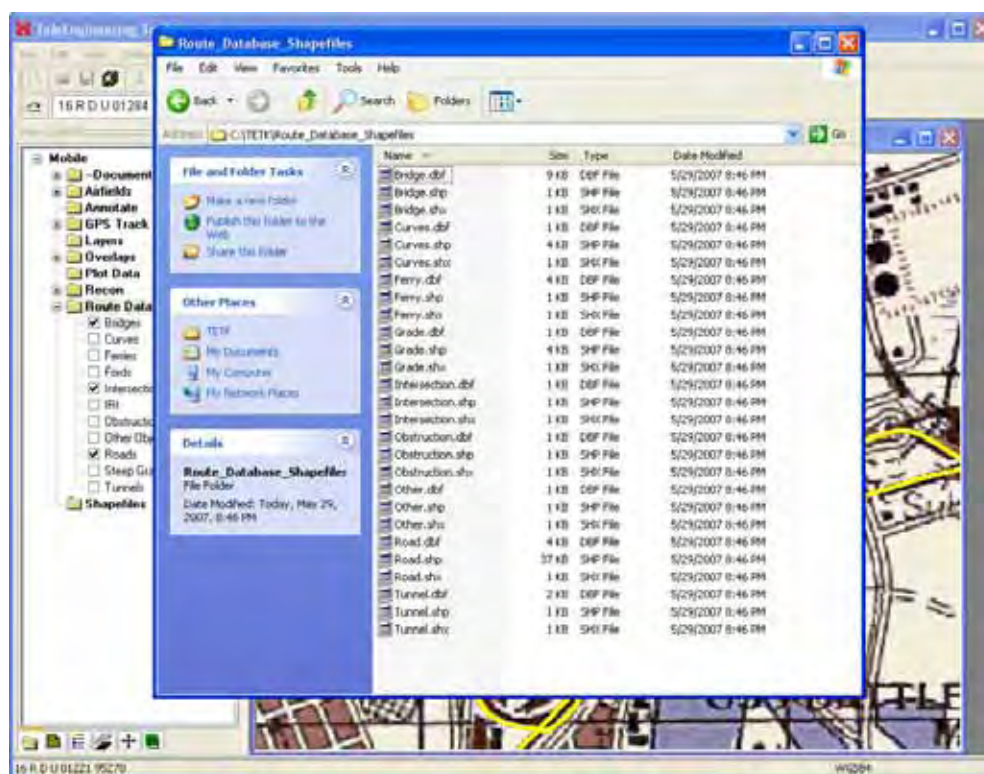 TeleEngineering
Route_Database_Shapefiles
File Edit View Favorites Tools Help
Back Search Folders
16 R D U 01284
Address C:\TETK\Route_Database_Shapefiles Go
Name Size Type Date Modified
File and Folder Tasks
Make a new folder
Publish this folder to the Web
Share this folder
Other Places
TETK
My Documents
My Computer
My Network Places
Details
Route_Database_Shapefiles
File Folder
Date Modified: Today, May 29, 2007, 8:46 PM
Bridge.dbf 9 KB DBF File 5/29/2007 8:46 PM
Bridge.shp 1 KB SHP File 5/29/2007 8:46 PM
Bridge.shx 1 KB SHX File 5/29/2007 8:46 PM
Curves.dbf 1 KB DBF File 5/29/2007 8:46 PM
Curves.shp 4 KB SHP File 5/29/2007 8:46 PM
Curves.shx 1 KB SHX File 5/29/2007 8:46 PM
Ferry.dbf 4 KB DBF File 5/29/2007 8:46 PM
Ferry.shp 1 KB SHP File 5/29/2007 8:46 PM
Ferry.shx 1 KB SHX File 5/29/2007 8:46 PM
Grade.dbf 1 KB DBF File 5/29/2007 8:46 PM
Grade.shp 4 KB SHP File 5/29/2007 8:46 PM
Grade.shx 1 KB SHX File 5/29/2007 8:46 PM
Intersection.dbf 1 KB DBF File 5/29/2007 8:46 PM
Intersection.shp 1 KB SHP File 5/29/2007 8:46 PM
Intersection.shx 1 KB SHX File 5/29/2007 8:46 PM
Obstruction.dbf 1 KB DBF File 5/29/2007 8:46 PM
Obstruction.shp 1 KB SHP File 5/29/2007 8:46 PM
Obstruction.shx 1 KB SHX File 5/29/2007 8:46 PM
Other.dbf 1 KB DBF File 5/29/2007 8:46 PM
Other.shp 1 KB SHP File 5/29/2007 8:46 PM
Other.shx 1 KB SHX File 5/29/2007 8:46 PM
Road.dbf 4 KB DBF File 5/29/2007 8:46 PM
Road.shp 37 KB SHP File 5/29/2007 8:46 PM
Road.shx 1 KB SHX File 5/29/2007 8:46 PM
Tunnel.dbf 2 KB DBF File 5/29/2007 8:46 PM
Tunnel.shp 1 KB SHP File 5/29/2007 8:46 PM
Tunnel.shx 1 KB SHX File 5/29/2007 8:46 PM
Mobile
~Document
Airfields
Annotate
GPS Track
Layers
Overlays
Plot Data
Recon
Route Data
Bridges
Curves
Ferries
Fords
Intersectio
IRI
Obstructio
Other Obs
Roads
Steep Gra
Tunnels
Shapefiles
16 R D U 01221 95270
WGS84